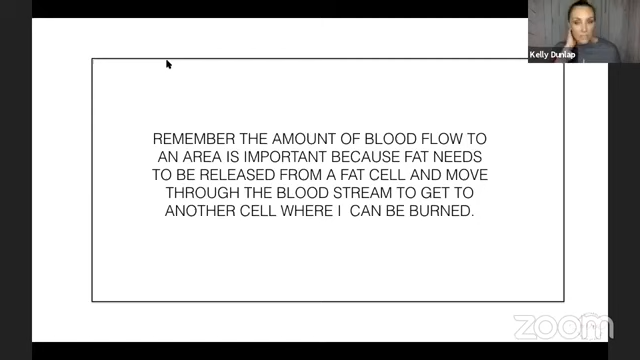 Kelly Dunlap
REMEMBER THE AMOUNT OF BLOOD FLOW TO
AN AREA IS IMPORTANT BECAUSE FAT NEEDS
TO BE RELEASED FROM A FAT CELL AND MOVE
THROUGH THE BLOOD STREAM TO GET TO
ANOTHER CELL WHERE I CAN BE BURNED.
zoom